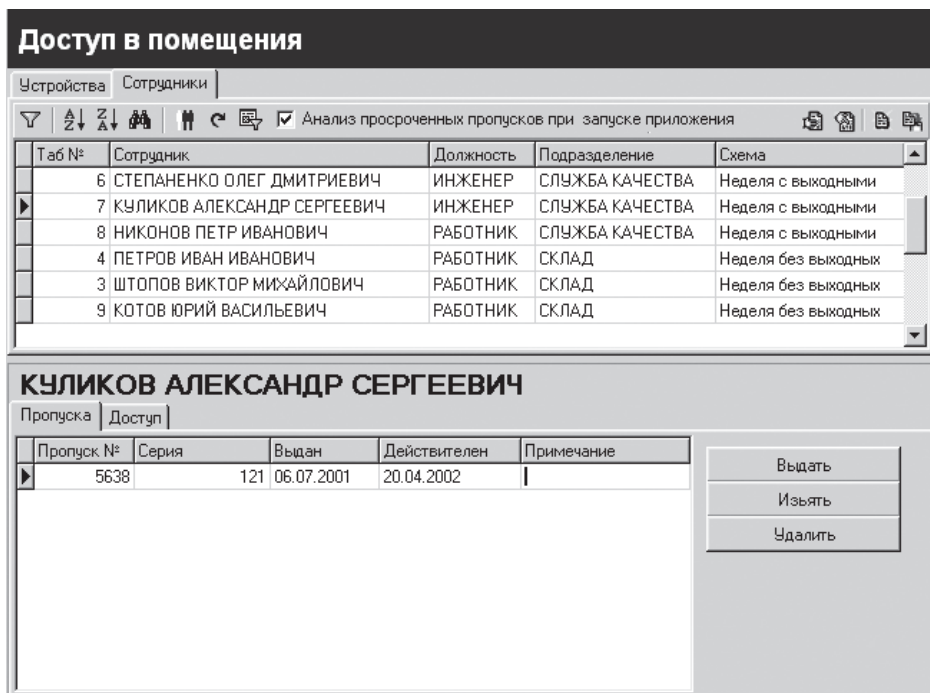 Доступ в помещения
Устройства Сотрудники
Анализ просроченных пропусков при запуске приложения
Таб № Сотрудник Должность Подразделение Схема
6 СТЕПАНЕНКО ОЛЕГ ДМИТРИЕВИЧ ИНЖЕНЕР СЛУЖБА КАЧЕСТВА Неделя с выходными
7 КУЛИКОВ АЛЕКСАНДР СЕРГЕЕВИЧ ИНЖЕНЕР СЛУЖБА КАЧЕСТВА Неделя с выходными
8 НИКОНОВ ПЕТР ИВАНОВИЧ РАБОТНИК СЛУЖБА КАЧЕСТВА Неделя с выходными
4 ПЕТРОВ ИВАН ИВАНОВИЧ РАБОТНИК СКЛАД Неделя без выходных
3 ШТОПОВ ВИКТОР МИХАЙЛОВИЧ РАБОТНИК СКЛАД Неделя без выходных
9 КОТОВ ЮРИЙ ВАСИЛЬЕВИЧ РАБОТНИК СКЛАД Неделя без выходных
КУЛИКОВ АЛЕКСАНДР СЕРГЕЕВИЧ
Пропуска Доступ
Пропуск № Серия Выдан Действителен Примечание
5638 121 06.07.2001 20.04.2002
Выдать
Изьять
Удалить